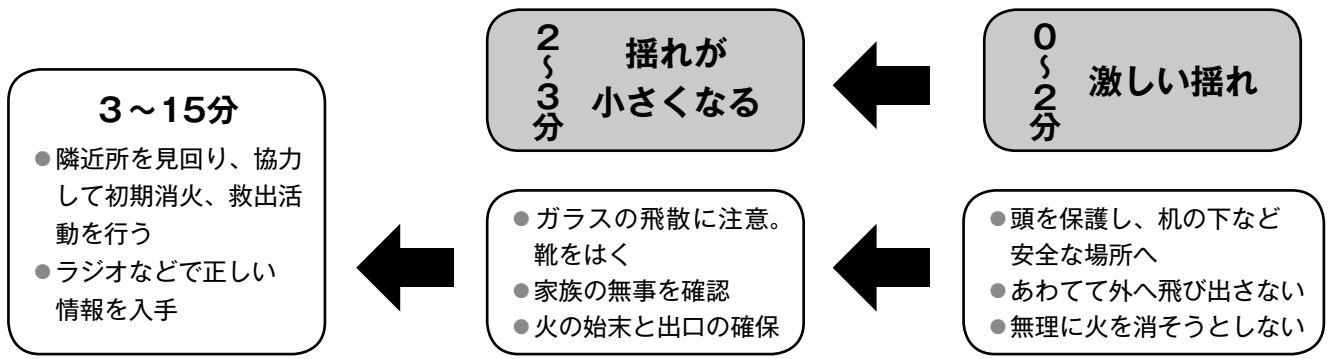 0～2分
激しい揺れ
●頭を保護し、机の下など
安全な場所へ
●あわてて外へ飛び出さない
●無理に火を消そうとしない
2～3分
揺れが
小さくなる
●ガラスの飛散に注意。
靴をはく
●家族の無事を確認
●火の始末と出口の確保
3～15分
●隣近所を見回り、協力
して初期消火、救出活
動を行う
●ラジオなどで正しい
情報を入手